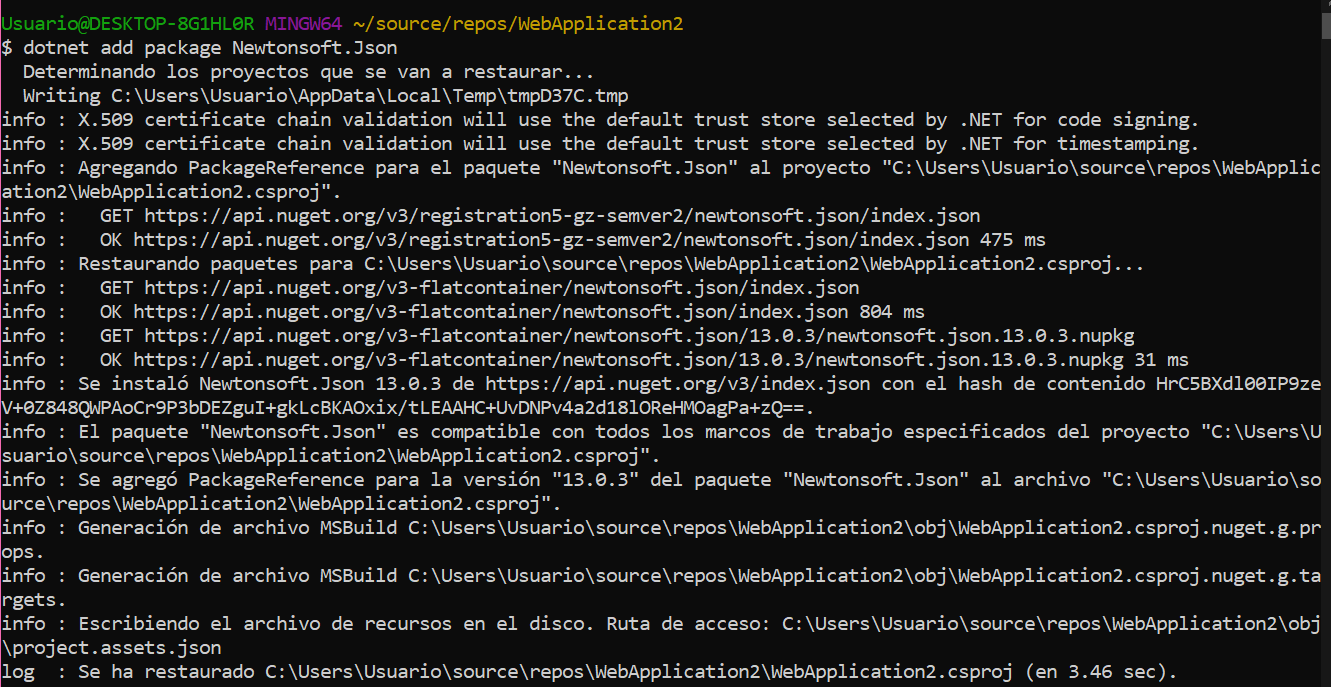 Usuario@DESKTOP-8G1HL0R MINGW64 ~/source/repos/WebApplication2
$ dotnet add package Newtonsoft.Json
  Determinando los proyectos que se van a restaurar...
  Writing C:\Users\Usuario\AppData\Local\Temp\tmpD37C.tmp
info : X.509 certificate chain validation will use the default trust store selected by .NET for code signing.
info : X.509 certificate chain validation will use the default trust store selected by .NET for timestamping.
info : Agregando PackageReference para el paquete "Newtonsoft.Json" al proyecto "C:\Users\Usuario\source\repos\WebApplic
ation2\WebApplication2.csproj".
info :   GET https://api.nuget.org/v3/registration5-gz-semver2/newtonsoft.json/index.json
info :   OK https://api.nuget.org/v3/registration5-gz-semver2/newtonsoft.json/index.json 475 ms
info : Restaurando paquetes para C:\Users\Usuario\source\repos\WebApplication2\WebApplication2.csproj...
info :   GET https://api.nuget.org/v3-flatcontainer/newtonsoft.json/index.json
info :   OK https://api.nuget.org/v3-flatcontainer/newtonsoft.json/index.json 804 ms
info :   GET https://api.nuget.org/v3-flatcontainer/newtonsoft.json/13.0.3/newtonsoft.json.13.0.3.nupkg
info :   OK https://api.nuget.org/v3-flatcontainer/newtonsoft.json/13.0.3/newtonsoft.json.13.0.3.nupkg 31 ms
info : Se instaló Newtonsoft.Json 13.0.3 de https://api.nuget.org/v3/index.json con el hash de contenido HrC5BXdl00IP9ze
V+0Z848QWPAoCr9P3bDEZguI+gkLcBKAOxix/tLEAAHC+UvDNPv4a2d18lOReHMOagPa+zQ==.
info : El paquete "Newtonsoft.Json" es compatible con todos los marcos de trabajo especificados del proyecto "C:\Users\U
suario\source\repos\WebApplication2\WebApplication2.csproj".
info : Se agregó PackageReference para la versión "13.0.3" del paquete "Newtonsoft.Json" al archivo "C:\Users\Usuario\so
urce\repos\WebApplication2\WebApplication2.csproj".
info : Generación de archivo MSBuild C:\Users\Usuario\source\repos\WebApplication2\obj\WebApplication2.csproj.nuget.g.pr
ops.
info : Generación de archivo MSBuild C:\Users\Usuario\source\repos\WebApplication2\obj\WebApplication2.csproj.nuget.g.ta
rgets.
info : Escribiendo el archivo de recursos en el disco. Ruta de acceso: C:\Users\Usuario\source\repos\WebApplication2\obj
\project.assets.json
log  : Se ha restaurado C:\Users\Usuario\source\repos\WebApplication2\WebApplication2.csproj (en 3.46 sec).